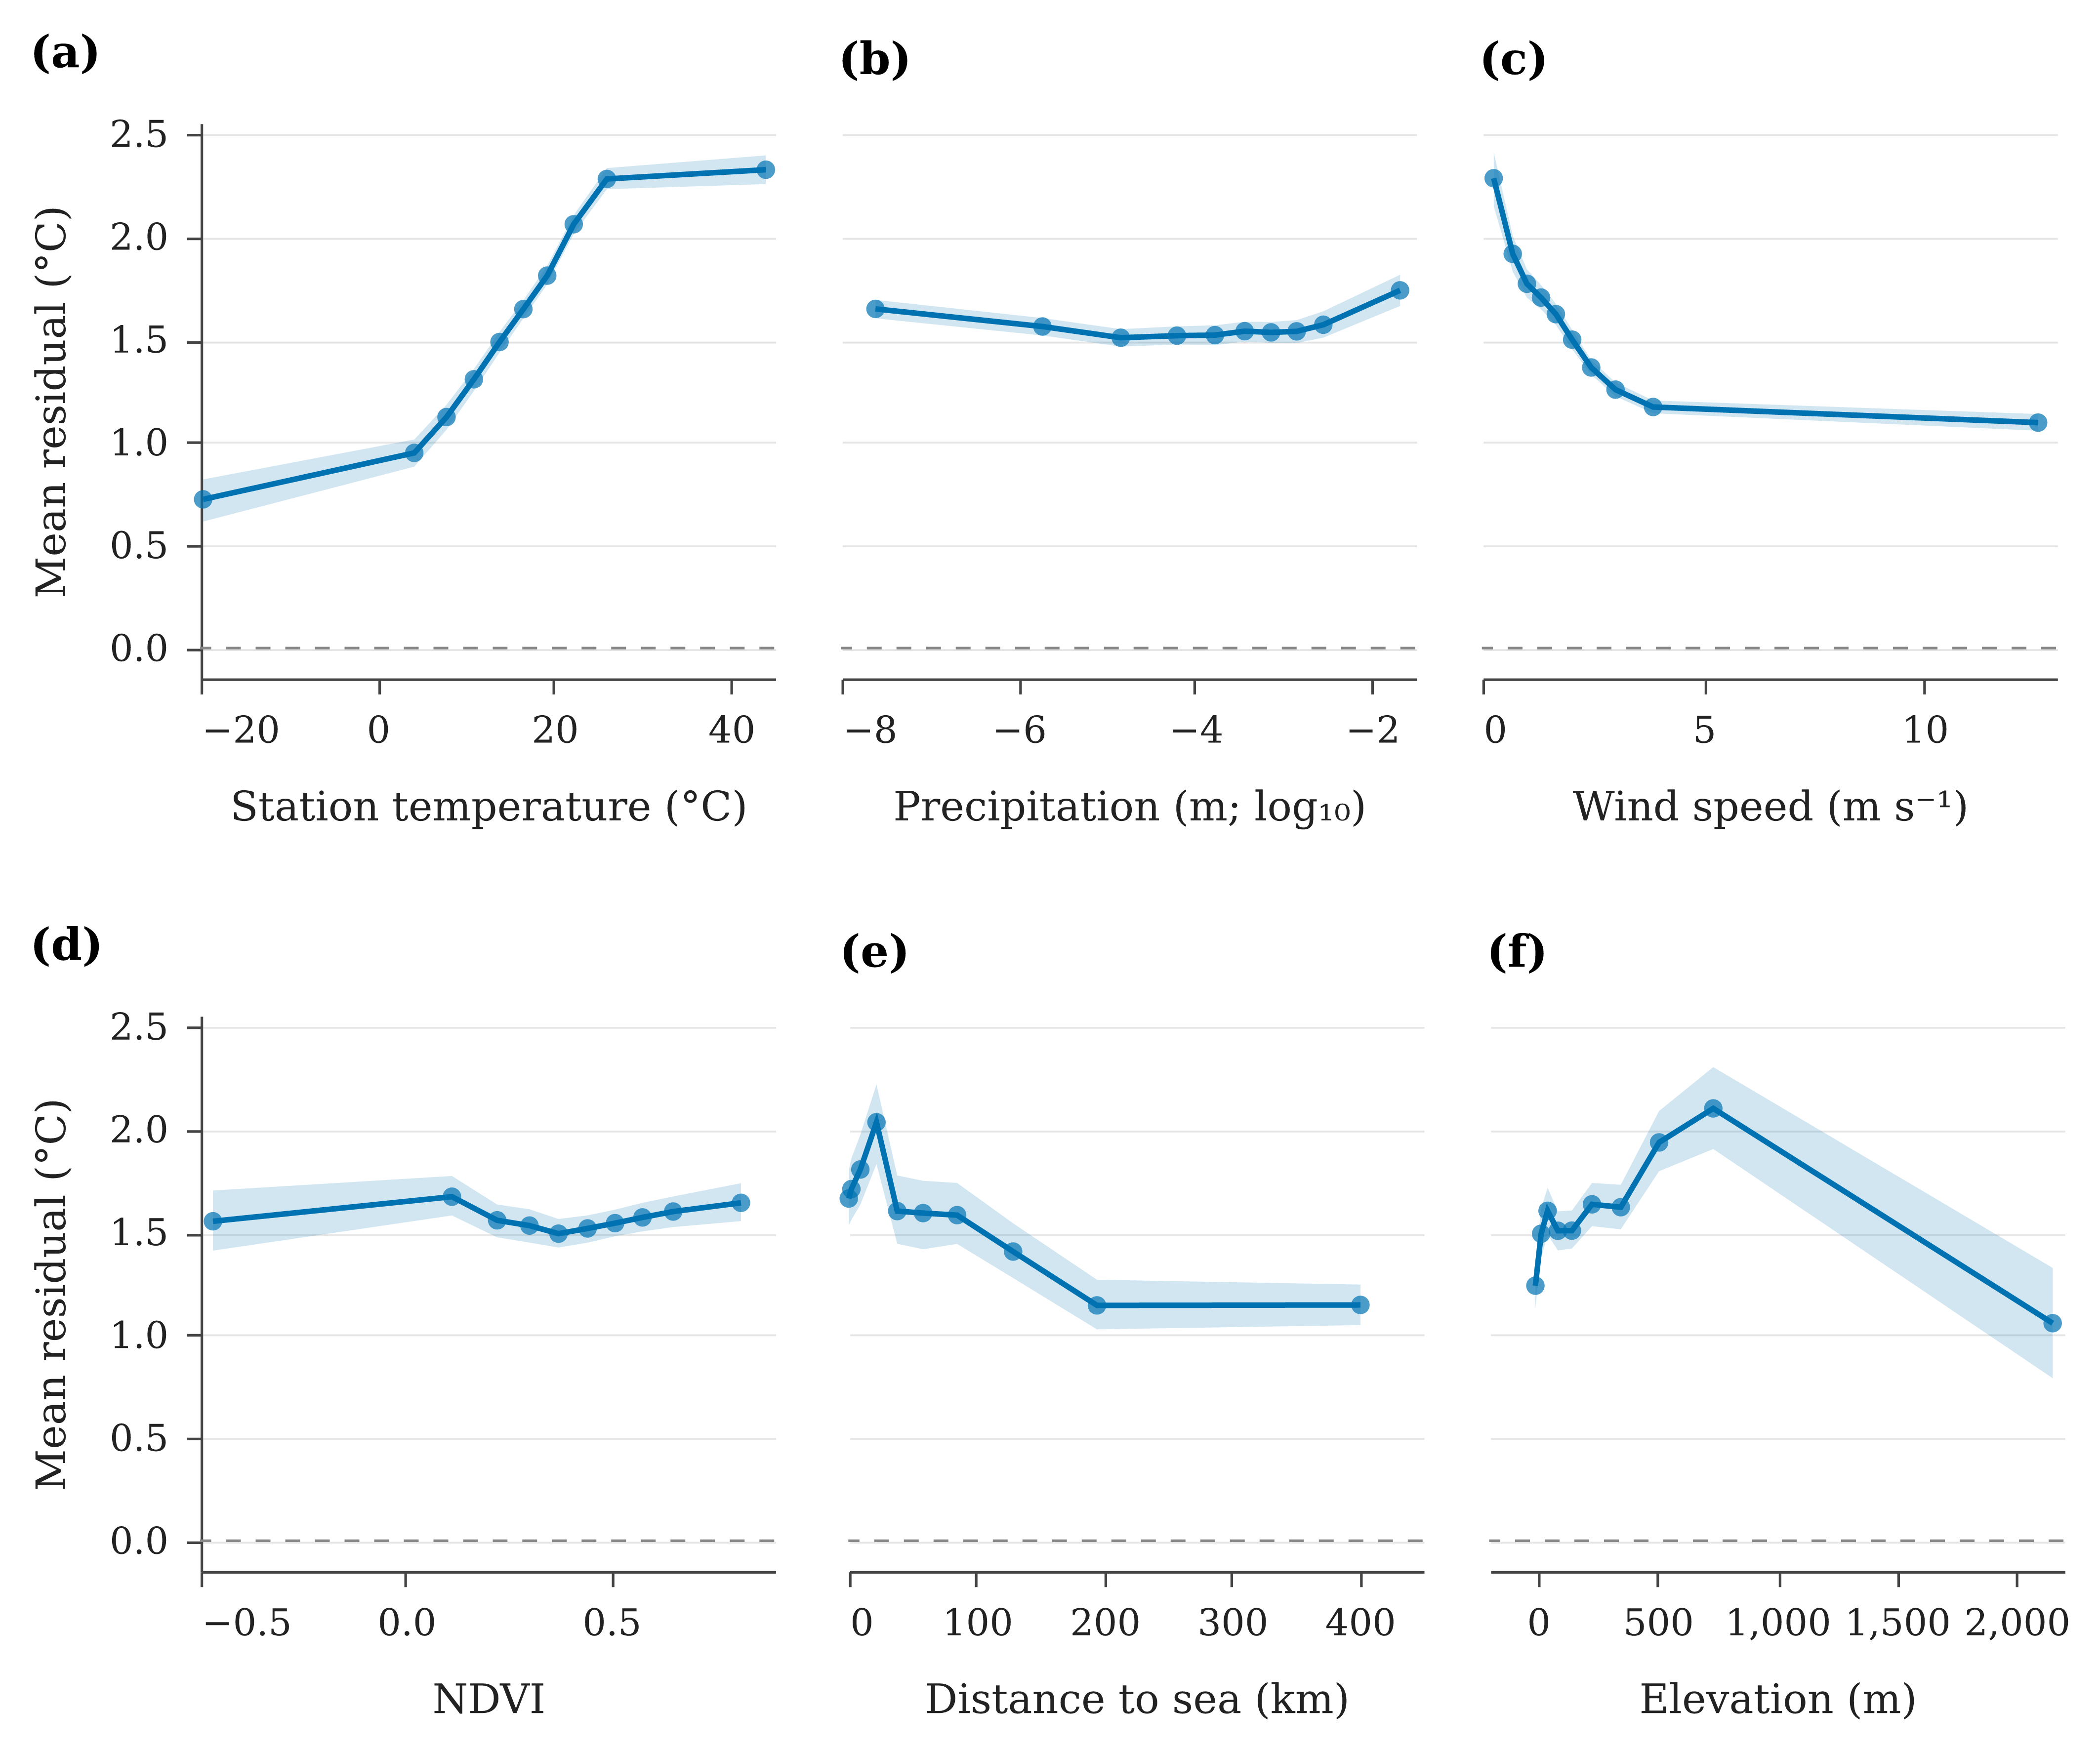 (a)
(b)
(c)
Mean residual (°C)
2.5
2.0
1.5
1.0
0.5
0.0
−20 0 20 40
−8 −6 −4 −2
0 5 10
Station temperature (°C)
Precipitation (m; log₁₀)
Wind speed (m s⁻¹)
(d)
(e)
(f)
Mean residual (°C)
2.5
2.0
1.5
1.0
0.5
0.0
−0.5 0.0 0.5
0 100 200 300 400
0 500 1,000 1,500 2,000
NDVI
Distance to sea (km)
Elevation (m)